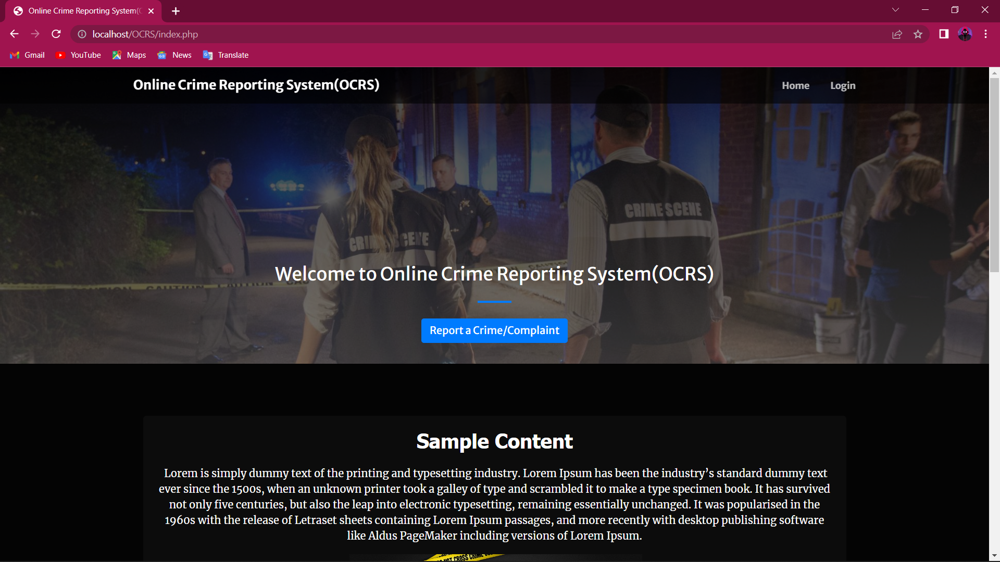 Online Crime Reporting System(
localhost/OCRS/index.php
Gmail YouTube Maps News Translate
Online Crime Reporting System(OCRS)
Home Login
CRIME SCENE
CRIME SCENE
Welcome to Online Crime Reporting System(OCRS)
CAUTION CAUTION CAUTION
Report a Crime/Complaint
Sample Content
Lorem is simply dummy text of the printing and typesetting industry. Lorem Ipsum has been the industry’s standard dummy text
ever since the 1500s, when an unknown printer took a galley of type and scrambled it to make a type specimen book. It has survived
not only five centuries, but also the leap into electronic typesetting, remaining essentially unchanged. It was popularised in the
1960s with the release of Letraset sheets containing Lorem Ipsum passages, and more recently with desktop publishing software
like Aldus PageMaker including versions of Lorem Ipsum.
NOT CROSS CRIME